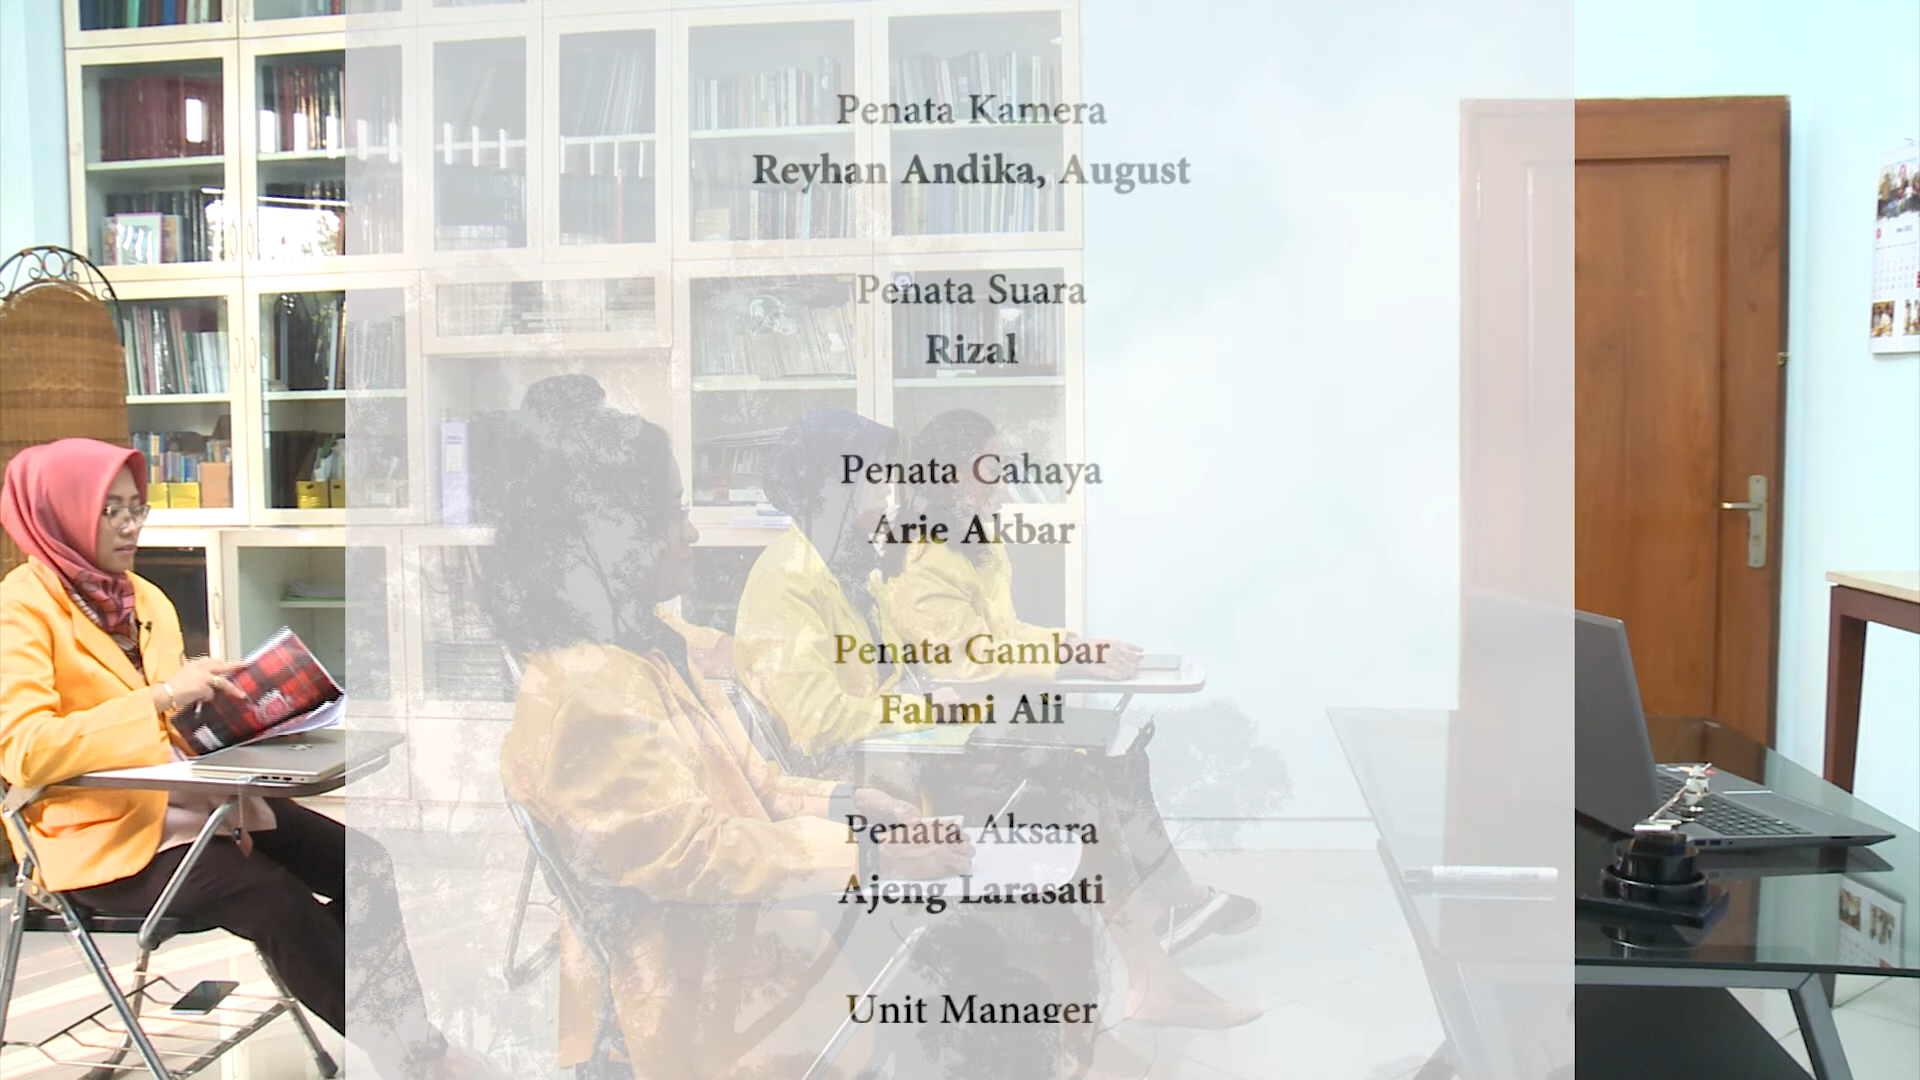 Penata Kamera
Reyhan Andika, August
Penata Suara
Rizal
Penata Cahaya
Arie Akbar
Penata Gambar
Fahmi Ali
Penata Aksara
Ajeng Larasati
Unit Manager